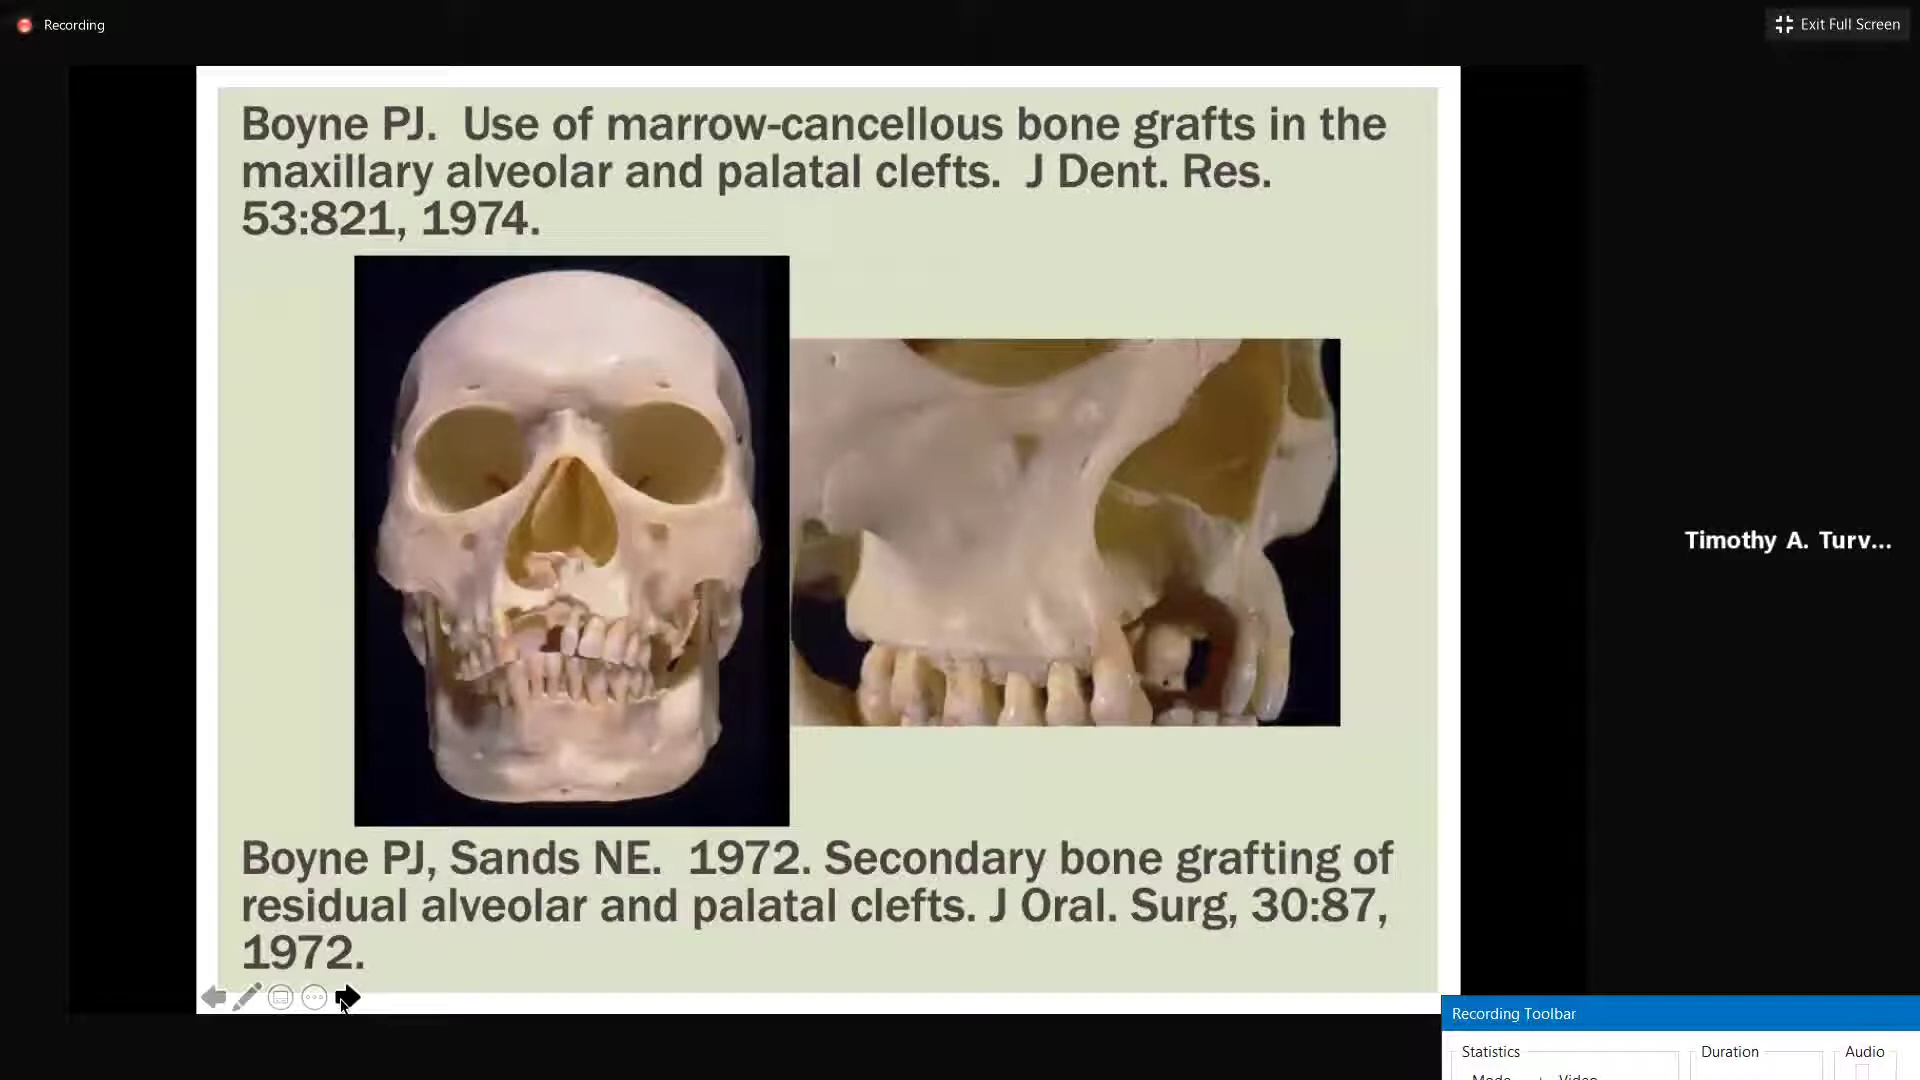 Recording
Exit Full Screen
Boyne PJ.  Use of marrow-cancellous bone grafts in the
maxillary alveolar and palatal clefts.  J Dent. Res.
53:821, 1974.
Timothy A. Turv...
Boyne PJ, Sands NE.  1972. Secondary bone grafting of
residual alveolar and palatal clefts. J Oral. Surg, 30:87,
1972.
Recording Toolbar
Statistics
Duration
Audio
Mode
Video